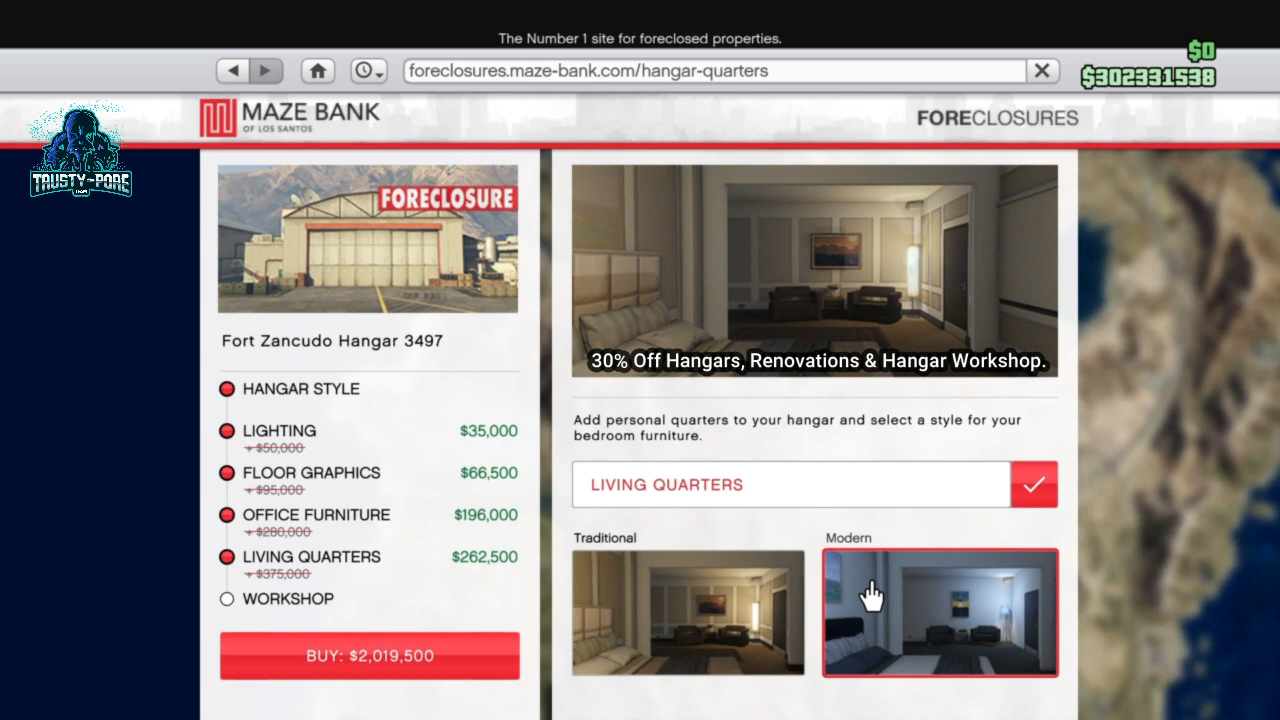 The Number 1 site for foreclosed properties.
$0
$302331538
foreclosures.maze-bank.com/hangar-quarters
MAZE BANK
OF LOS SANTOS
FORECLOSURES
TRUSTY-PORE
FORECLOSURE
Fort Zancudo Hangar 3497
HANGAR STYLE
LIGHTING $35,000
+ $50,000
FLOOR GRAPHICS $66,500
+ $95,000
OFFICE FURNITURE $196,000
+ $280,000
LIVING QUARTERS $262,500
+ $375,000
WORKSHOP
BUY: $2,019,500
30% Off Hangars, Renovations & Hangar Workshop.
Add personal quarters to your hangar and select a style for your
bedroom furniture.
LIVING QUARTERS
Traditional
Modern